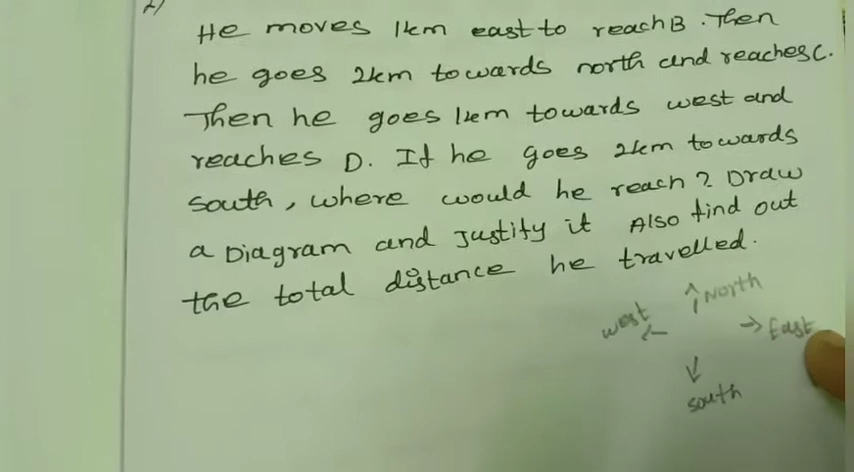 2)
He moves 1km east to reach B. Then
he goes 2km towards north and reaches C.
Then he goes 1km towards west and
reaches D. If he goes 2km towards
south, where would he reach? Draw
a Diagram and Justify it Also find out
the total distance he travelled.
North
west
East
south